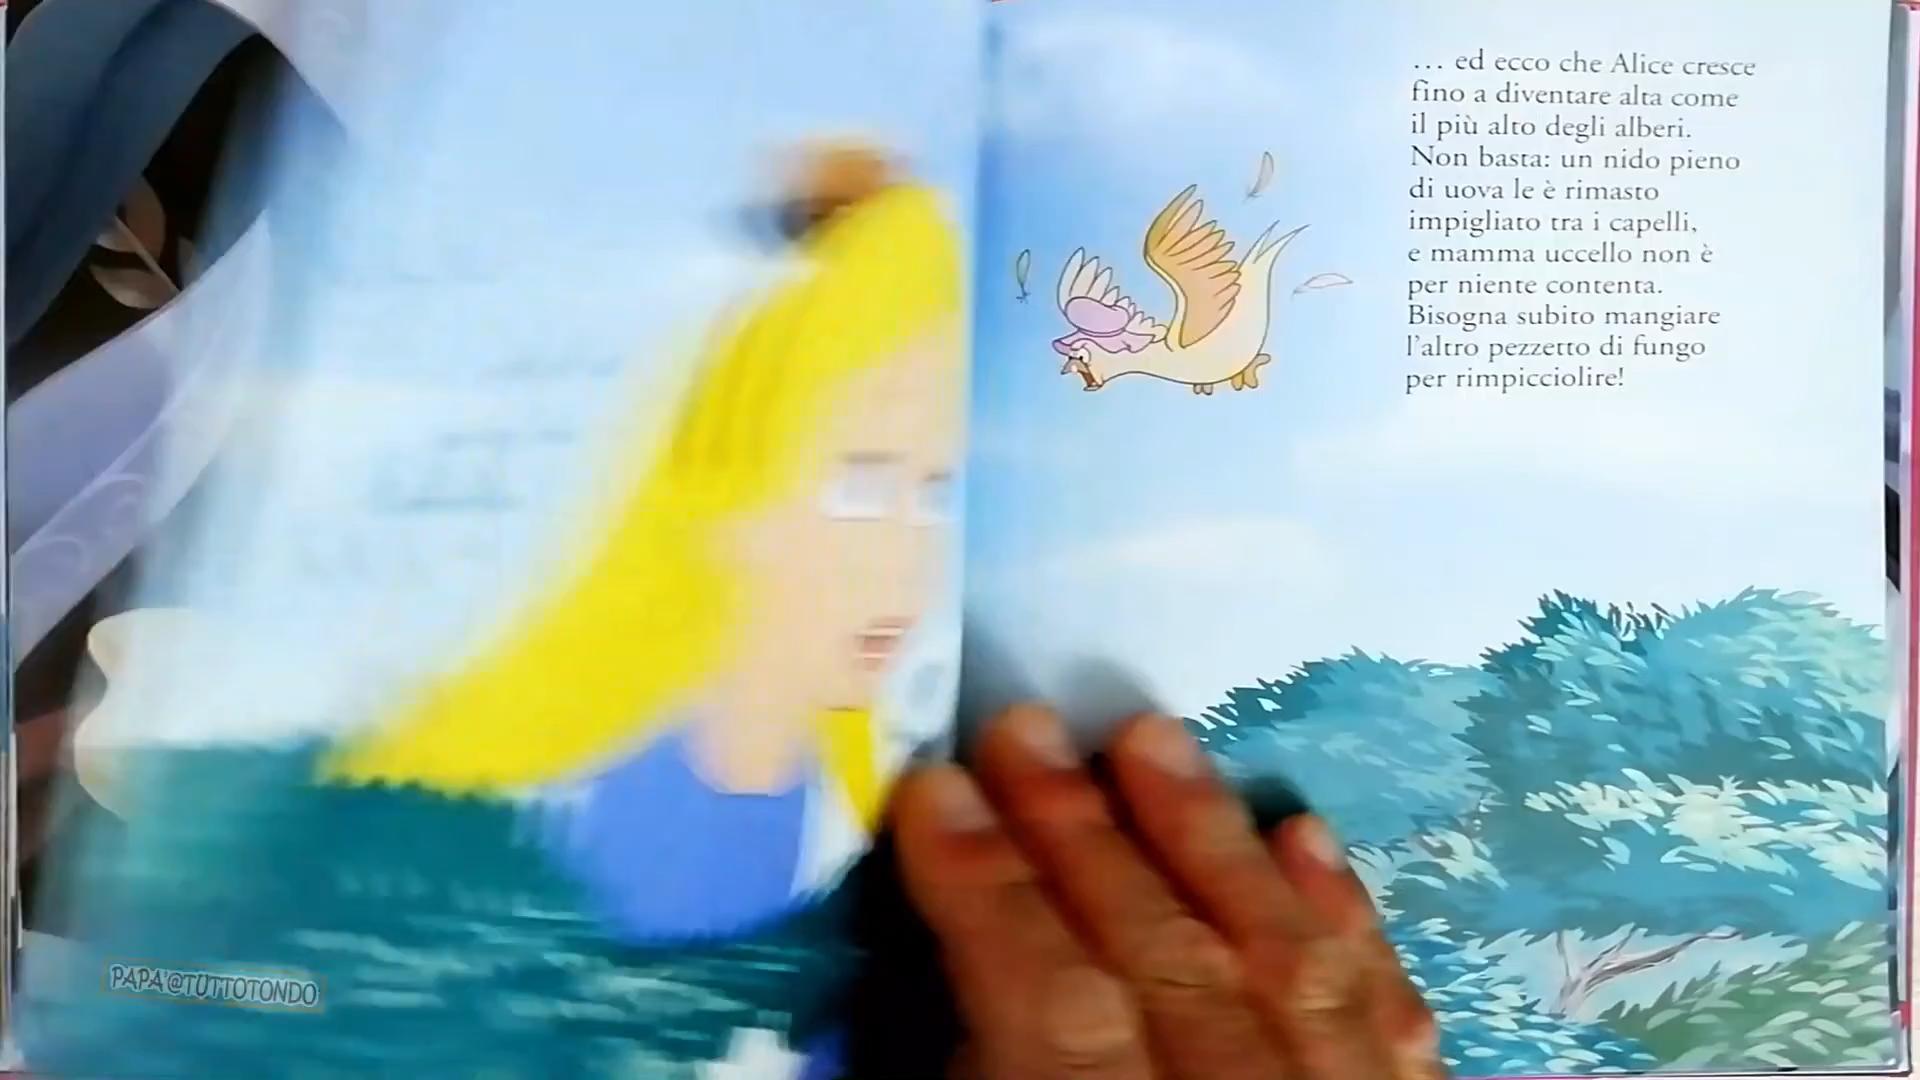 … ed ecco che Alice cresce
fino a diventare alta come
il più alto degli alberi.
Non basta: un nido pieno
di uova le è rimasto
impigliato tra i capelli,
e mamma uccello non è
per niente contenta.
Bisogna subito mangiare
l'altro pezzetto di fungo
per rimpicciolire!
PAPA'@TUTTOTONDO